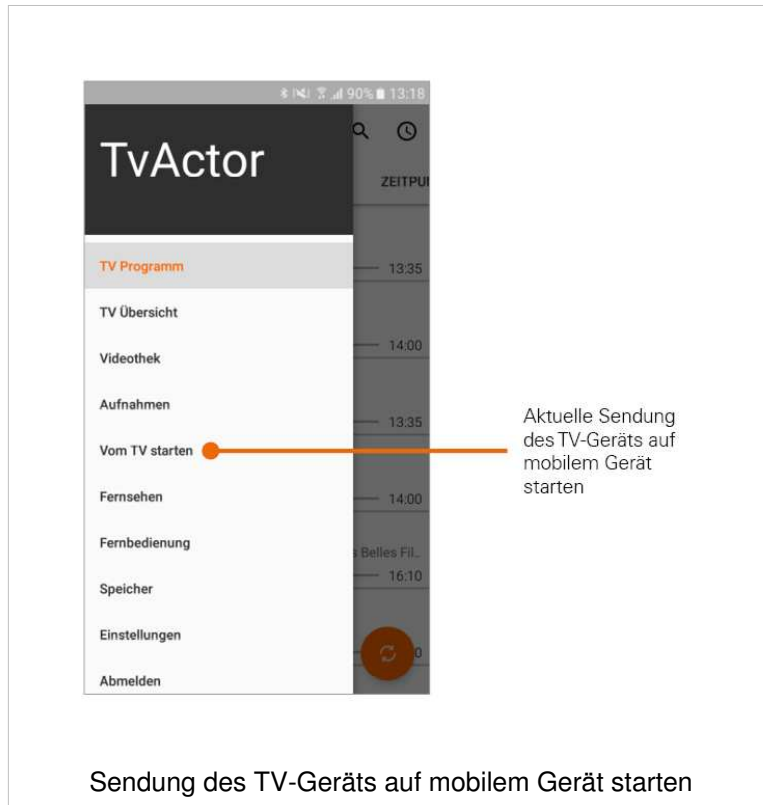 90% 13:18
TvActor
ZEITPU
TV Programm
13:35
TV Übersicht
14:00
Videothek
Aufnahmen
13:35
Vom TV starten
Fernsehen
14:00
Fernbedienung
s Belles Fil...
16:10
Speicher
Einstellungen
0
Abmelden
Aktuelle Sendung
des TV-Geräts auf
mobilem Gerät
starten
Sendung des TV-Geräts auf mobilem Gerät starten